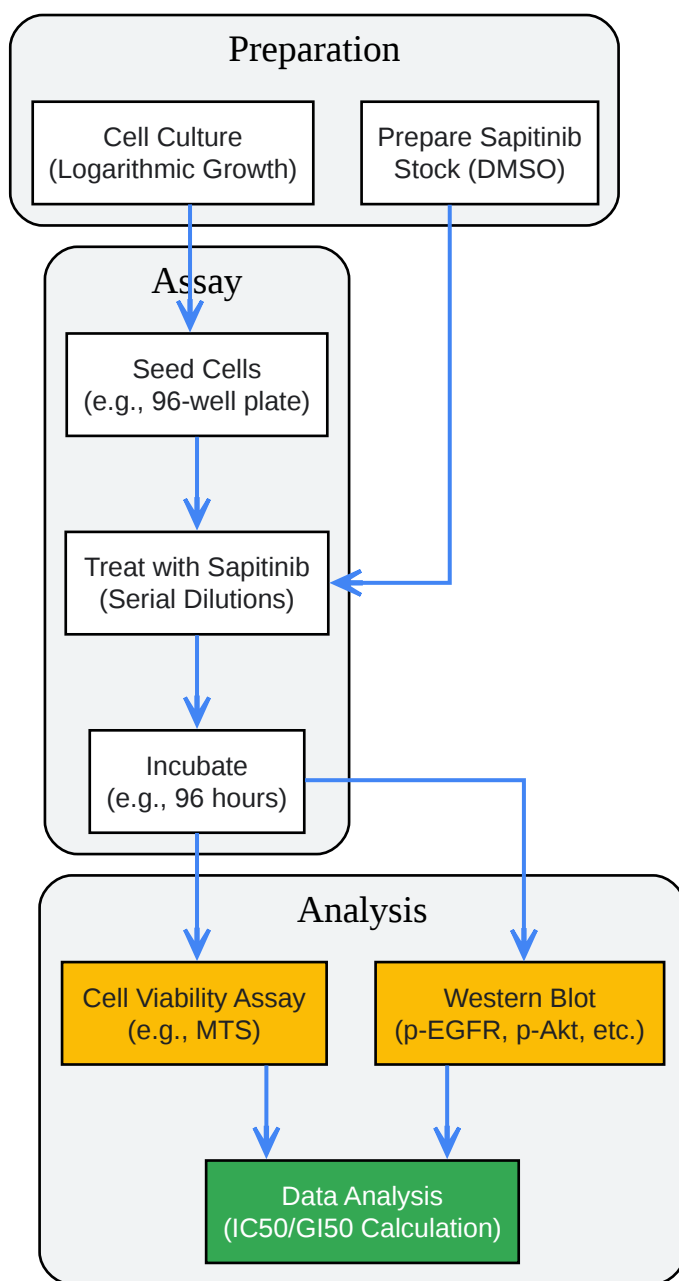 Preparation
Cell Culture
(Logarithmic Growth)
Prepare Sapitinib
Stock (DMSO)
Assay
Seed Cells
(e.g., 96-well plate)
Treat with Sapitinib
(Serial Dilutions)
Incubate
(e.g., 96 hours)
Analysis
Cell Viability Assay
(e.g., MTS)
Western Blot
(p-EGFR, p-Akt, etc.)
Data Analysis
(IC50/GI50 Calculation)